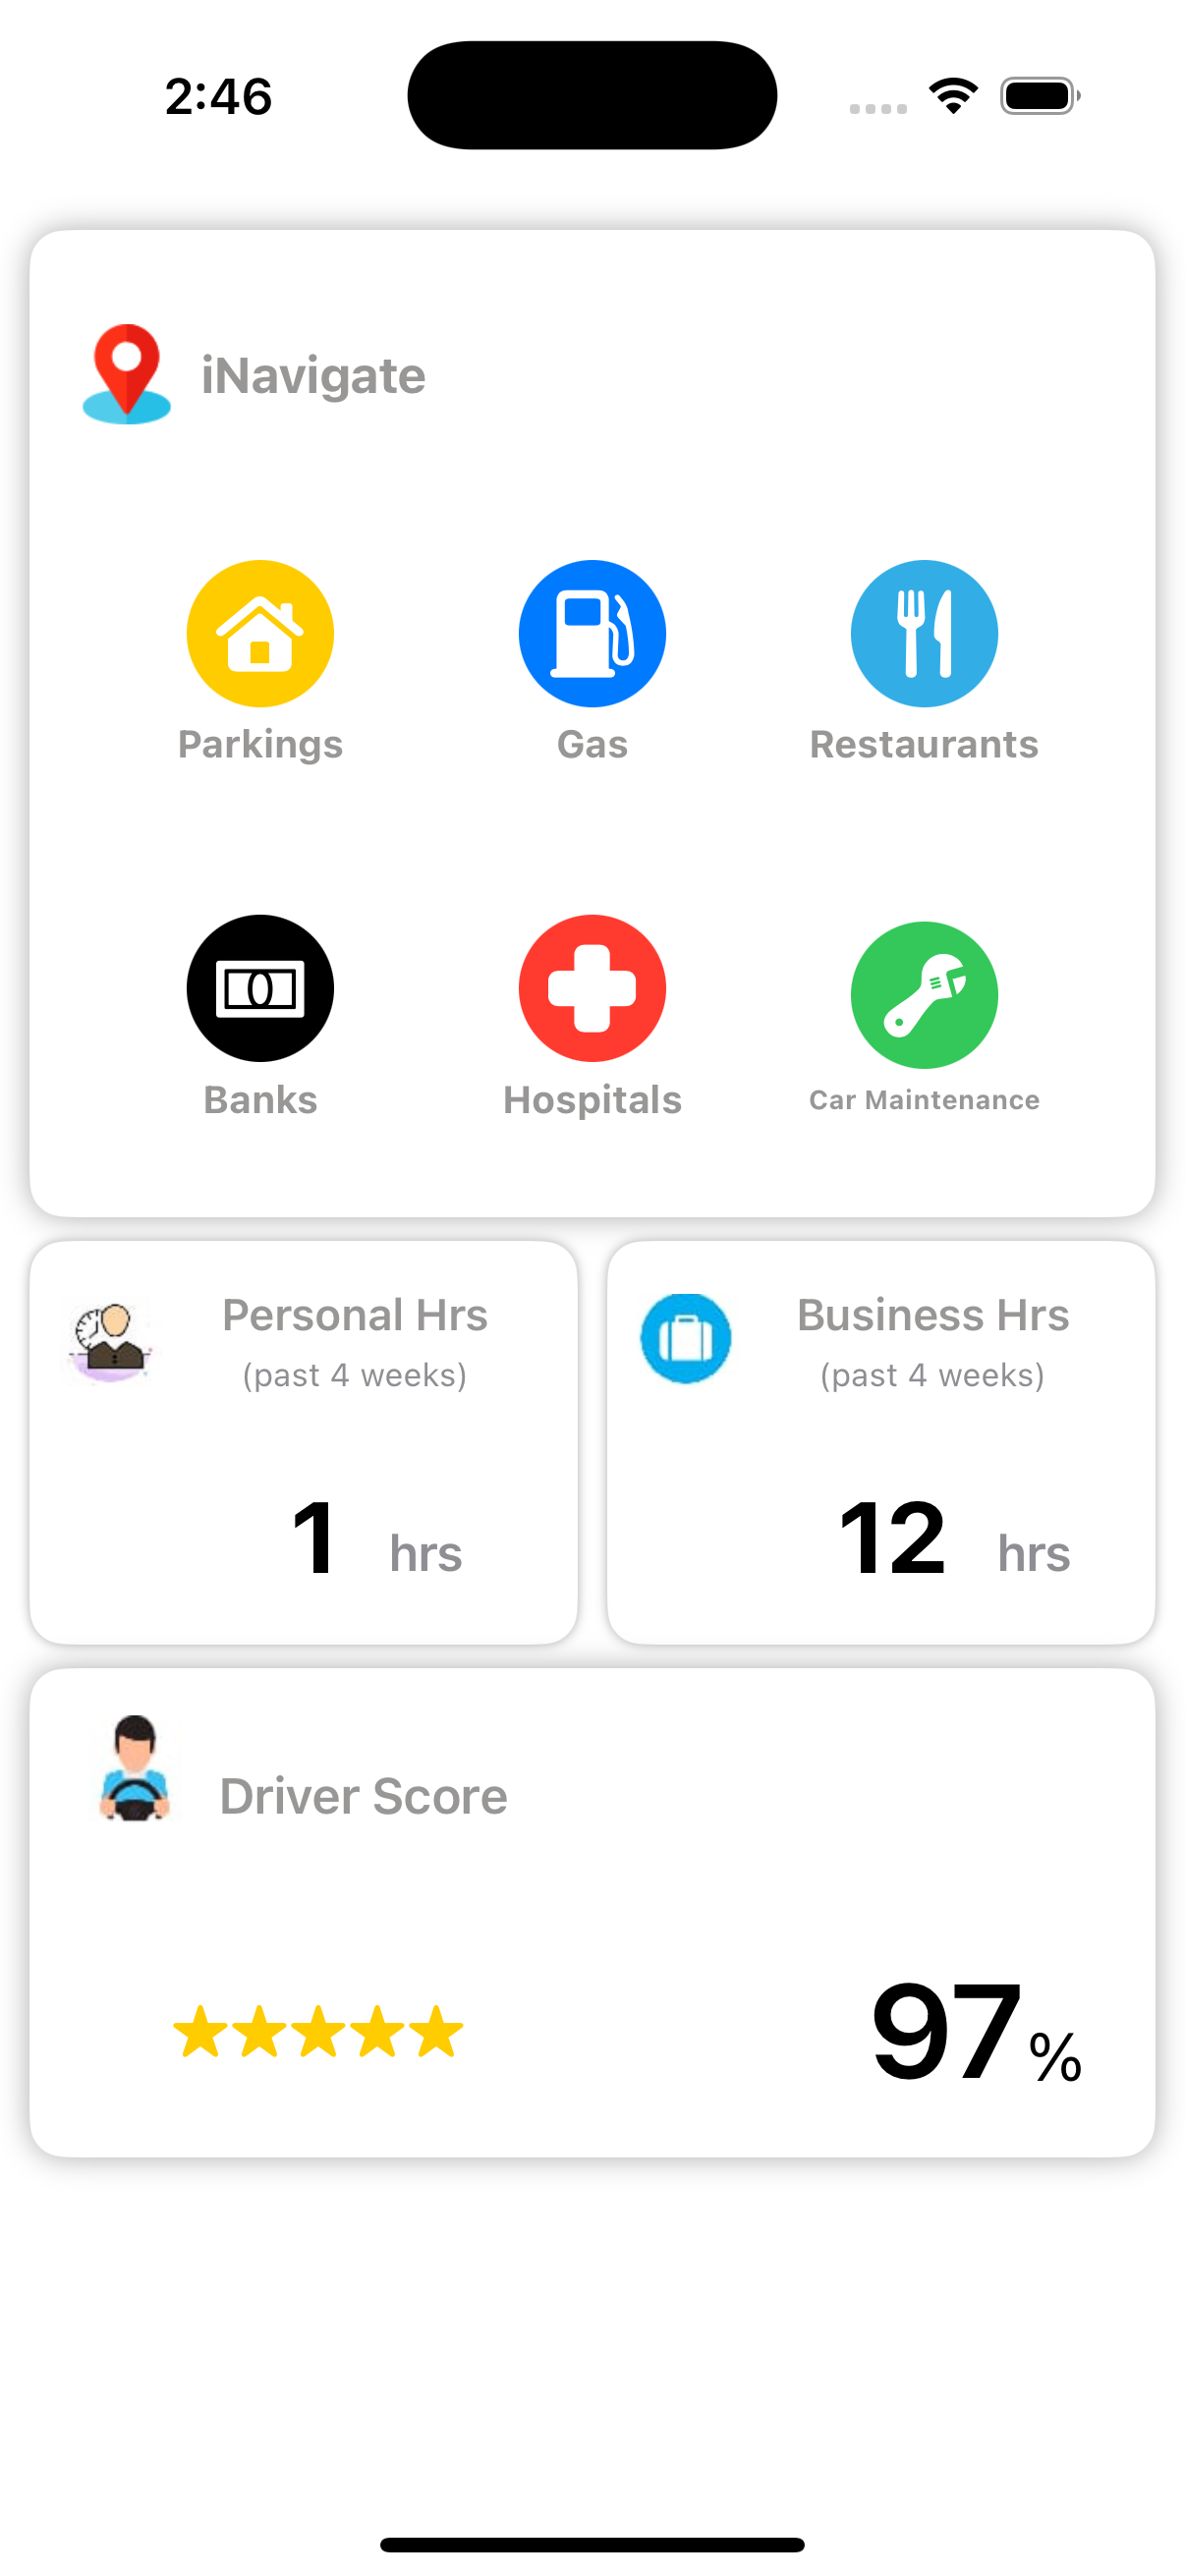 2:46
iNavigate
Parkings Gas Restaurants
Banks Hospitals Car Maintenance
Personal Hrs
(past 4 weeks)
1 hrs
Business Hrs
(past 4 weeks)
12 hrs
Driver Score
97%